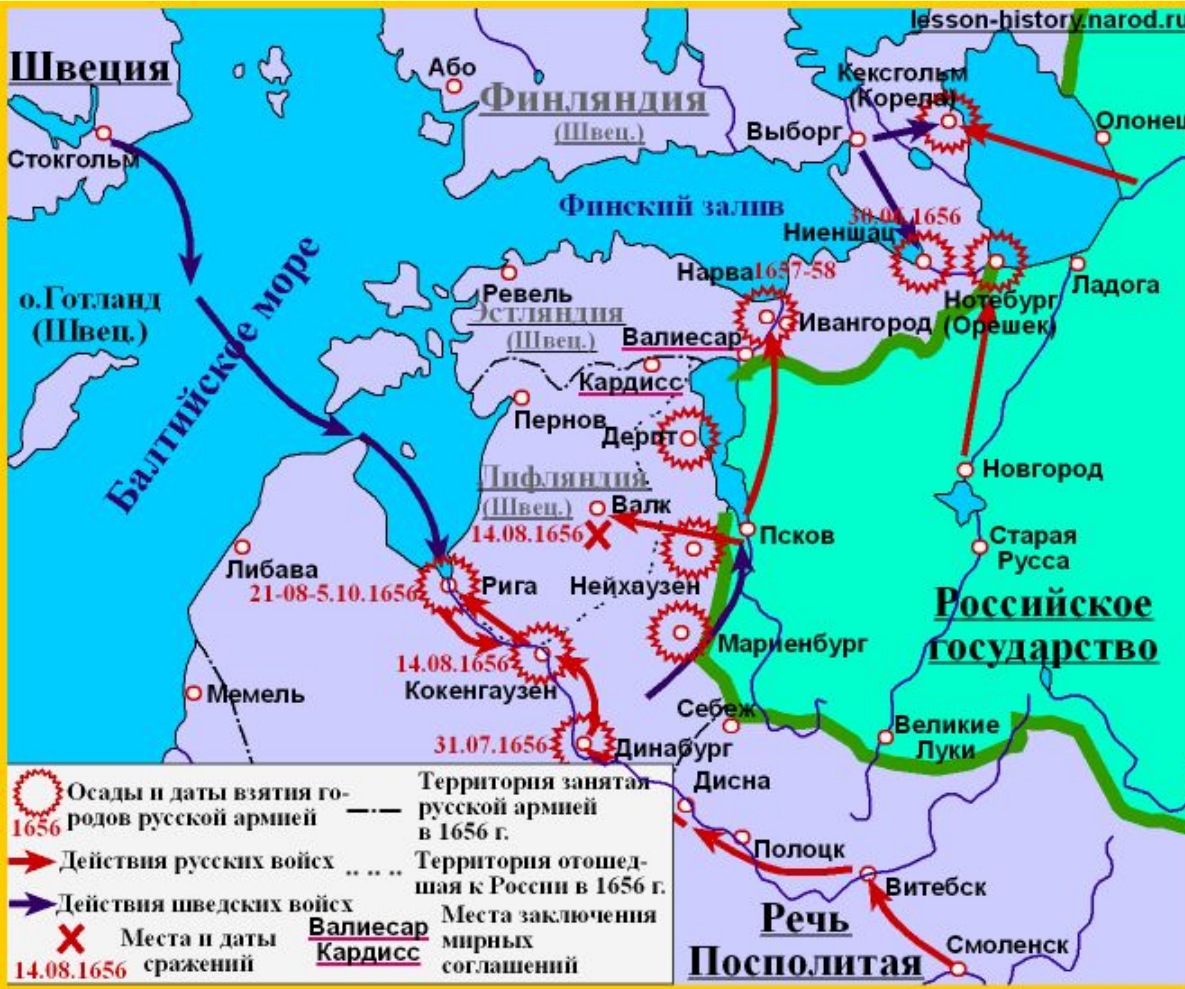 lesson-history.narod.ru
Швеция
Або
Финляндия
(Швец.)
Кексгольм
(Корела)
Выборг
Олонец
Стокгольм
Финский залив
30.06.1656
Ниеншац
Нарва
1657-58
Ладога
Нотебург
(Орешек)
Ивангород
о.Готланд
(Швец.)
Балтийское море
Ревель
Эстляндия
(Швец.)
Валиесар
Кардисс
Пернов
Дерпт
Новгород
Лифляндия
(Швец.)
Валк
14.08.1656
Псков
Старая
Русса
Либава
Рига
21-08-5.10.1656
Нейхаузен
Российское
государство
Мариенбург
14.08.1656
Кокенгаузен
Мемель
Себеж
Великие
Луки
31.07.1656
Динабург
Дисна
Полоцк
Витебск
Речь
Посполитая
Смоленск
Осады и даты взятия го-
родов русской армией
1656
Действия русских войсх
Действия шведских войсх
Места и даты
сражений
14.08.1656
Территория занятая
русской армией
в 1656 г.
Территория отошед-
шая к России в 1656 г.
Валиесар
Кардисс
Места заключения
мирных
соглашений